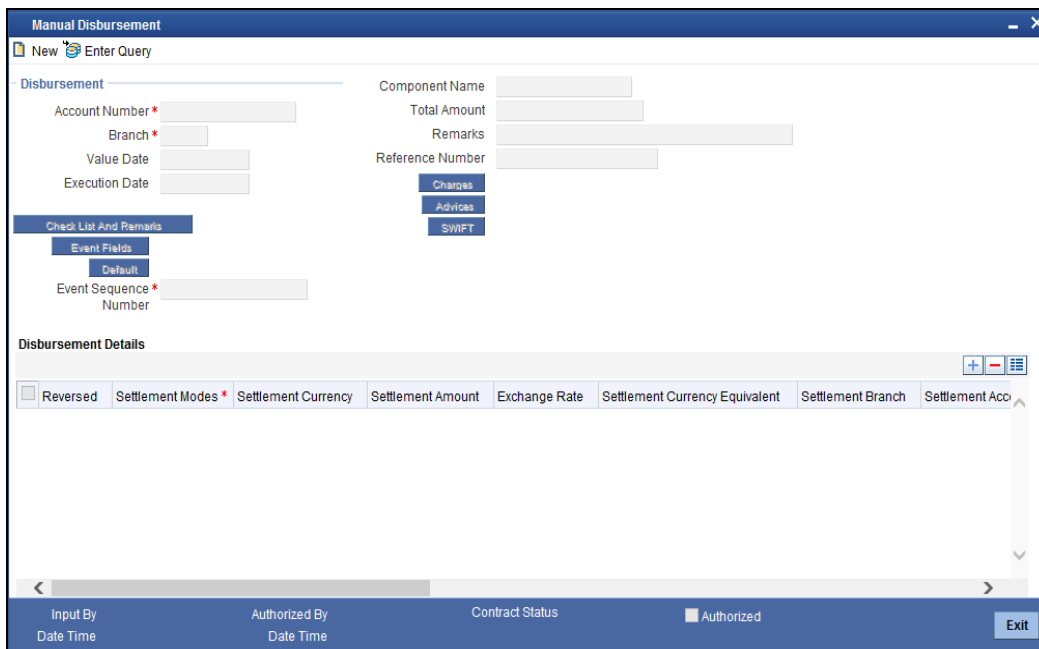 Manual Disbursement
New Enter Query
Disbursement
Account Number *
Branch *
Value Date
Execution Date
Component Name
Total Amount
Remarks
Reference Number
Charges
Advices
SWIFT
Check List And Remarks
Event Fields
Default
Event Sequence *
Number
Disbursement Details
Reversed Settlement Modes * Settlement Currency Settlement Amount Exchange Rate Settlement Currency Equivalent Settlement Branch Settlement Acc
Input By Authorized By Contract Status Authorized
Date Time Date Time
Exit